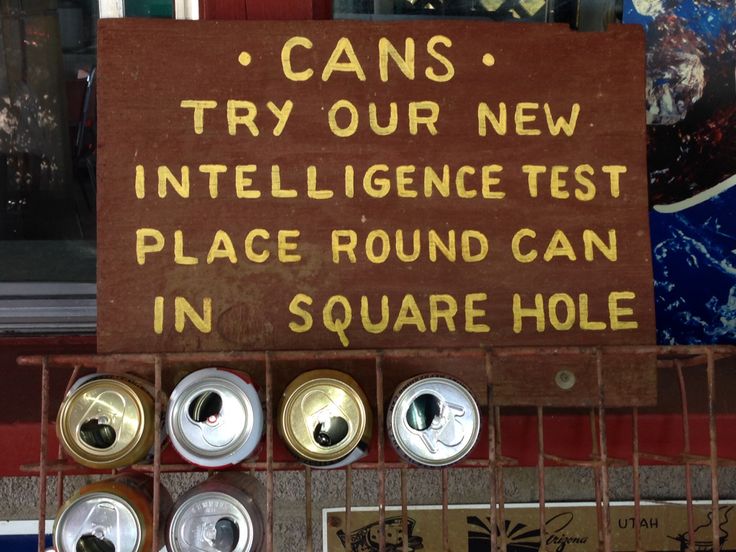 • CANS •
TRY OUR NEW
INTELLIGENCE TEST
PLACE ROUND CAN
IN SQUARE HOLE
Arizona
UTAH